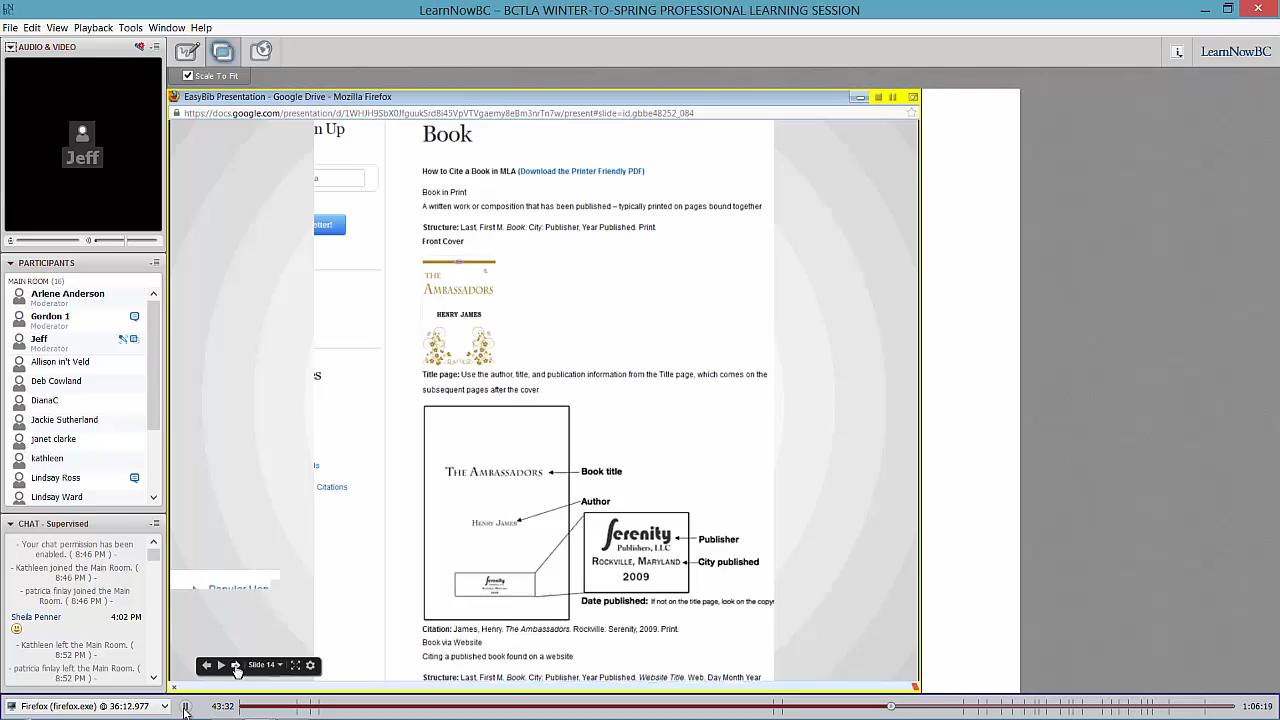 LearnNowBC – BCTLA WINTER-TO-SPRING PROFESSIONAL LEARNING SESSION
File Edit View Playback Tools Window Help
AUDIO & VIDEO
LearnNowBC
Scale To Fit
Jeff
PARTICIPANTS
MAIN ROOM (16)
Arlene Anderson
Moderator
Gordon 1
Moderator
Jeff
Moderator
Allison in't Veld
Deb Cowland
DianaC
Jackie Sutherland
janet clarke
kathleen
Lindsay Ross
Lindsay Ward
CHAT - Supervised
- Your chat permission has been
enabled. ( 8:46 PM ) -
- Kathleen joined the Main Room. (
8:46 PM ) -
- patricia finley joined the Main
Room. ( 8:46 PM ) -
Sheila Penner 4:02 PM
- Kathleen left the Main Room. (
8:52 PM ) -
- patricia finley left the Main Room. (
8:52 PM ) -
EasyBib Presentation - Google Drive - Mozilla Firefox
n Up
a
etter!
es
ds
Citations
Book
How to Cite a Book in MLA (Download the Printer Friendly PDF)
Book in Print
A written work or composition that has been published – typically printed on pages bound together
Structure: Last, First M. Book. City: Publisher, Year Published. Print.
Front Cover
THE
AMBASSADORS
HENRY JAMES
Title page: Use the author, title, and publication information from the Title page, which comes on the
subsequent pages after the cover
THE AMBASSADORS
Book title
Author
HENRY JAMES
Serenity
Publishers, LLC
Publisher
ROCKVILLE, MARYLAND
City published
2009
Date published: If not on the title page, look on the copy
Citation: James, Henry. The Ambassadors. Rockville: Serenity, 2009. Print.
Book via Website
Citing a published book found on a website
Structure: Last, First M. Book. City: Publisher, Year Published. Website Title. Web. Day Month Year
Slide 14
Firefox (firefox.exe) @ 36:12.977
43:32
1:06:19